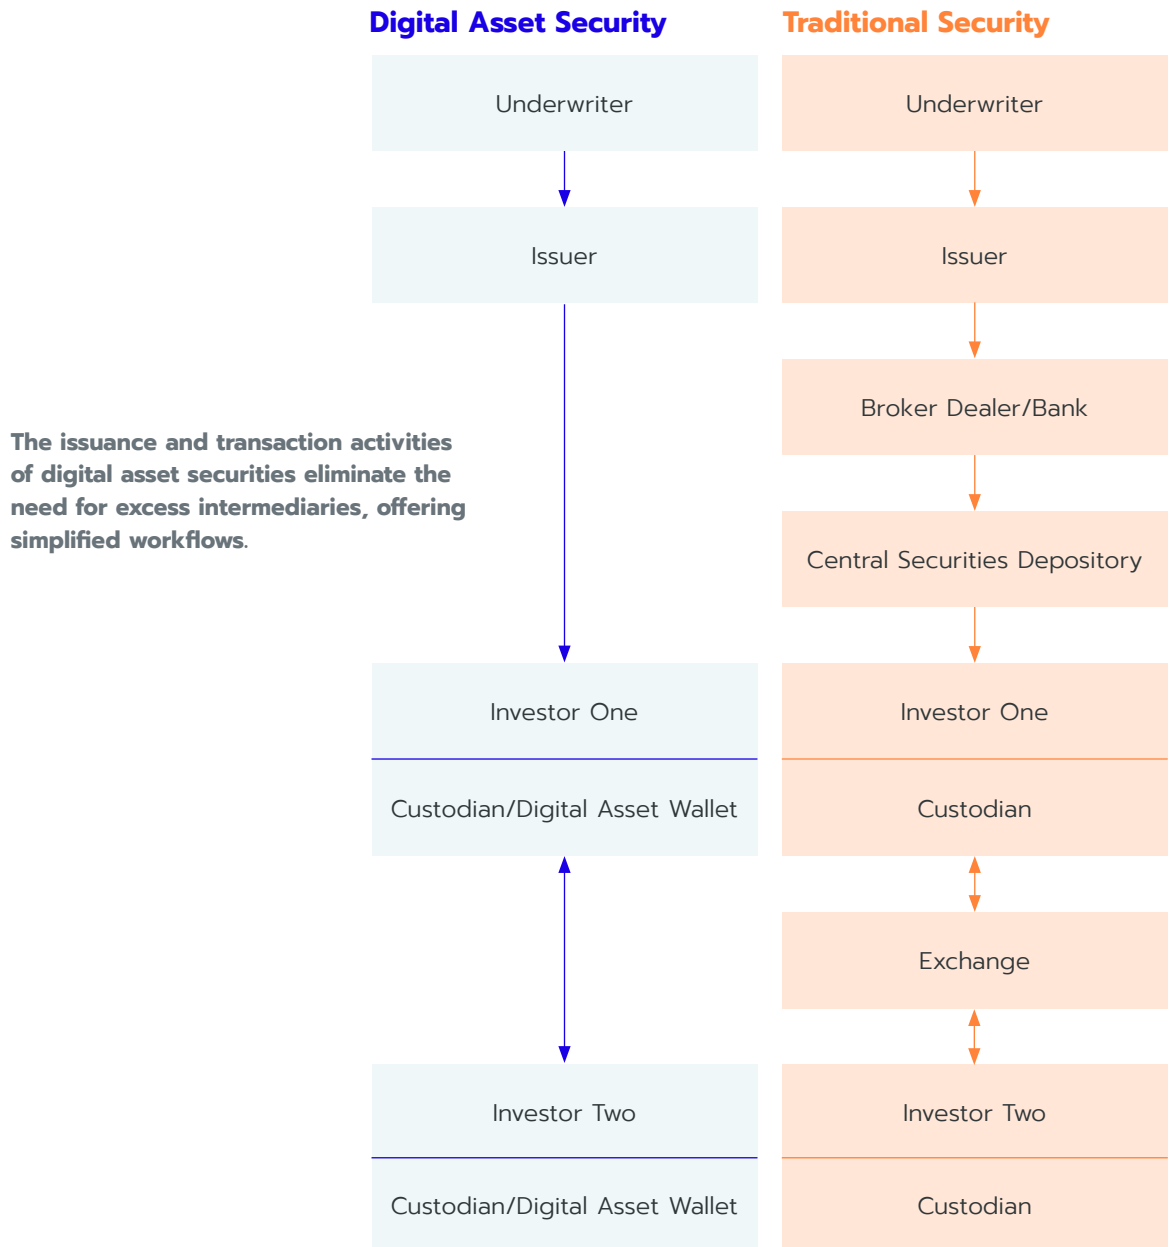 Digital Asset Security
Traditional Security
Underwriter
Underwriter
Issuer
Issuer
Broker Dealer/Bank
The issuance and transaction activities
of digital asset securities eliminate the
need for excess intermediaries, offering
simplified workflows.
Central Securities Depository
Investor One
Investor One
Custodian/Digital Asset Wallet
Custodian
Exchange
Investor Two
Investor Two
Custodian/Digital Asset Wallet
Custodian